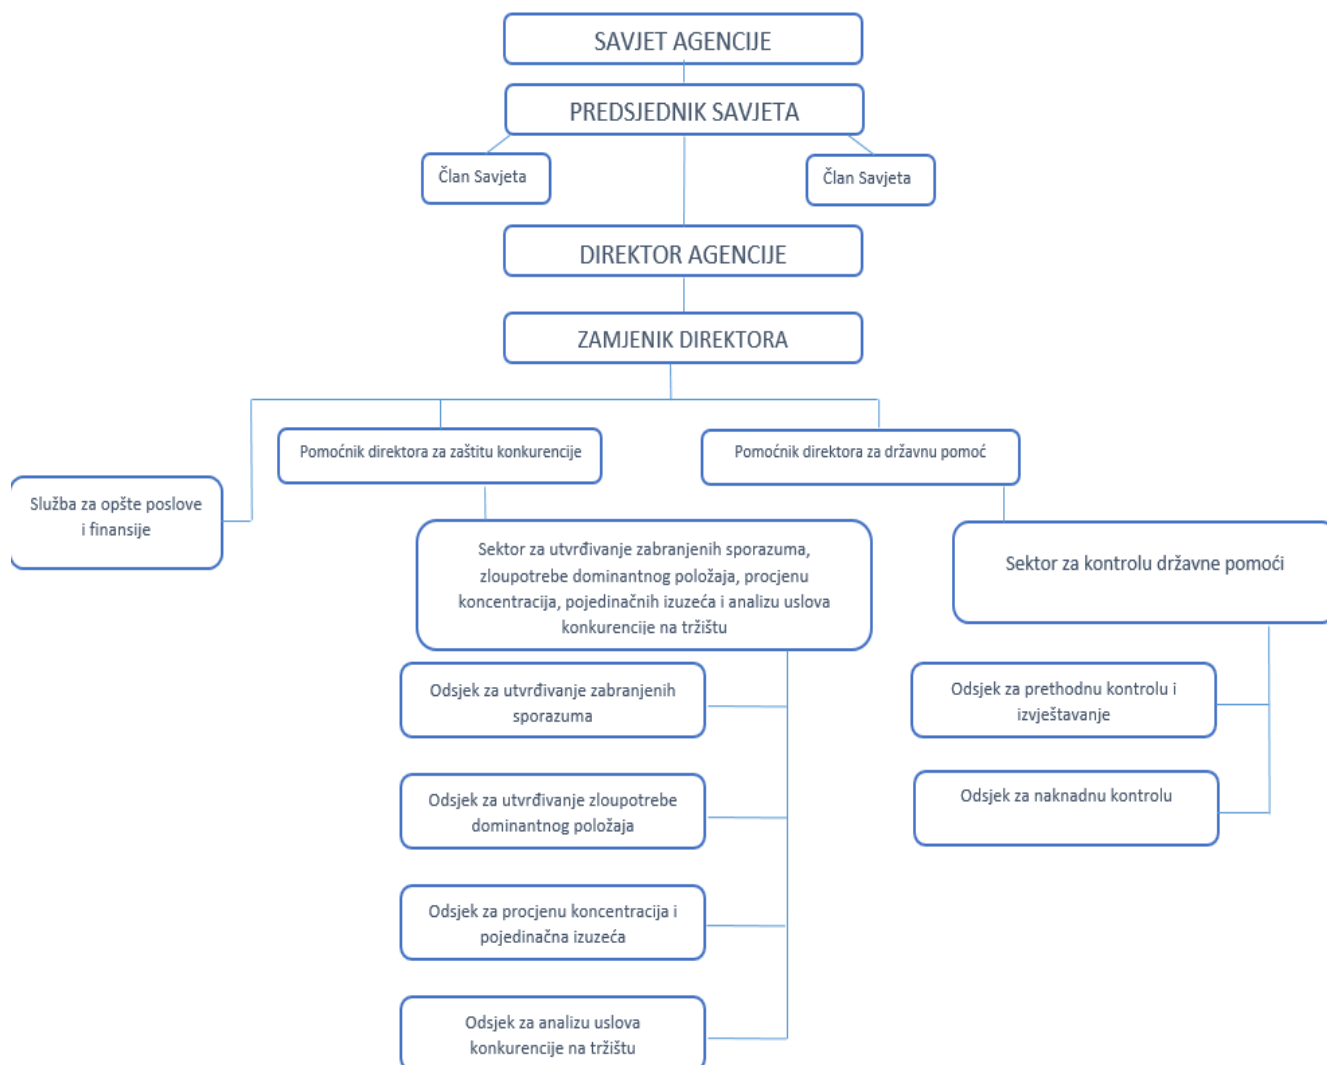 SAVJET AGENCIJE
PREDSJEDNIK SAVJETA
Član Savjeta
Član Savjeta
DIREKTOR AGENCIJE
ZAMJENIK DIREKTORA
Pomoćnik direktora za zaštitu konkurencije
Pomoćnik direktora za državnu pomoć
Služba za opšte poslove
i finansije
Sektor za utvrđivanje zabranjenih sporazuma,
zloupotrebe dominantnog položaja, procjenu
koncentracija, pojedinačnih izuzeća i analizu uslova
konkurencije na tržištu
Sektor za kontrolu državne pomoći
Odsjek za utvrđivanje zabranjenih
sporazuma
Odsjek za utvrđivanje zloupotrebe
dominantnog položaja
Odsjek za procjenu koncentracija i
pojedinačna izuzeća
Odsjek za analizu uslova
konkurencije na tržištu
Odsjek za prethodnu kontrolu i
izvještavanje
Odsjek za naknadnu kontrolu